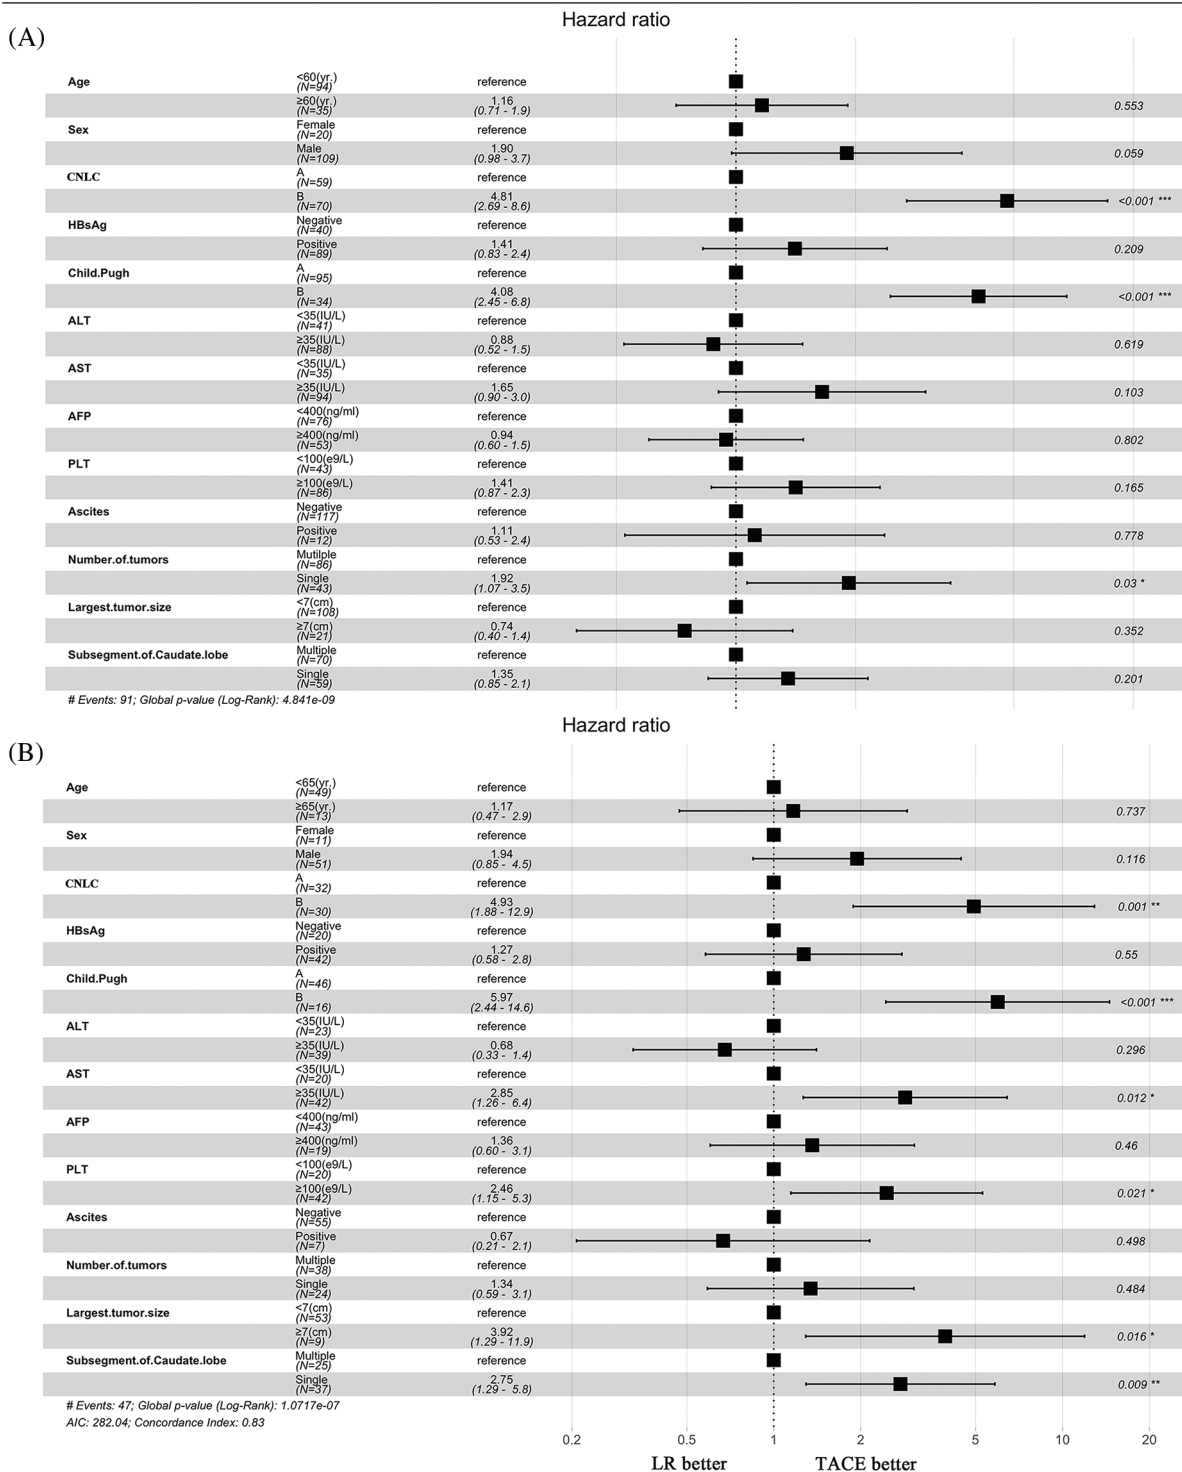 Hazard ratio
(A)
Age <60(yr.) reference
(N=94)
≥60(yr.) 1.16 0.553
(N=35) (0.71 - 1.9)
Sex Female reference
(N=20)
Male 1.90 0.059
(N=109) (0.98 - 3.7)
CNLC A reference
(N=59)
B 4.81 <0.001 ***
(N=70) (2.69 - 8.6)
HBsAg Negative reference
(N=40)
Positive 1.41 0.209
(N=89) (0.83 - 2.4)
Child.Pugh A reference
(N=95)
B 4.08 <0.001 ***
(N=34) (2.45 - 6.8)
ALT <35(IU/L) reference
(N=41)
≥35(IU/L) 0.88 0.619
(N=88) (0.52 - 1.5)
AST <35(IU/L) reference
(N=35)
≥35(IU/L) 1.65 0.103
(N=94) (0.90 - 3.0)
AFP <400(ng/ml) reference
(N=76)
≥400(ng/ml) 0.94 0.802
(N=53) (0.60 - 1.5)
PLT <100(e9/L) reference
(N=43)
≥100(e9/L) 1.41 0.165
(N=86) (0.87 - 2.3)
Ascites Negative reference
(N=117)
Positive 1.11 0.778
(N=12) (0.53 - 2.4)
Number.of.tumors Mutilple reference
(N=86)
Single 1.92 0.03 *
(N=43) (1.07 - 3.5)
Largest.tumor.size <7(cm) reference
(N=108)
≥7(cm) 0.74 0.352
(N=21) (0.40 - 1.4)
Subsegment.of.Caudate.lobe Multiple reference
(N=70)
Single 1.35 0.201
(N=59) (0.85 - 2.1)
# Events: 91; Global p-value (Log-Rank): 4.841e-09
Hazard ratio
(B)
Age <65(yr.) reference
(N=49)
≥65(yr.) 1.17 0.737
(N=13) (0.47 - 2.9)
Sex Female reference
(N=11)
Male 1.94 0.116
(N=51) (0.85 - 4.5)
CNLC A reference
(N=32)
B 4.93 0.001 **
(N=30) (1.88 - 12.9)
HBsAg Negative reference
(N=20)
Positive 1.27 0.55
(N=42) (0.58 - 2.8)
Child.Pugh A reference
(N=46)
B 5.97 <0.001 ***
(N=16) (2.44 - 14.6)
ALT <35(IU/L) reference
(N=23)
≥35(IU/L) 0.68 0.296
(N=39) (0.33 - 1.4)
AST <35(IU/L) reference
(N=20)
≥35(IU/L) 2.85 0.012 *
(N=42) (1.26 - 6.4)
AFP <400(ng/ml) reference
(N=43)
≥400(ng/ml) 1.36 0.46
(N=19) (0.60 - 3.1)
PLT <100(e9/L) reference
(N=20)
≥100(e9/L) 2.46 0.021 *
(N=42) (1.15 - 5.3)
Ascites Negative reference
(N=55)
Positive 0.67 0.498
(N=7) (0.21 - 2.1)
Number.of.tumors Multiple reference
(N=38)
Single 1.34 0.484
(N=24) (0.59 - 3.1)
Largest.tumor.size <7(cm) reference
(N=53)
≥7(cm) 3.92 0.016 *
(N=9) (1.29 - 11.9)
Subsegment.of.Caudate.lobe Multiple reference
(N=25)
Single 2.75 0.009 **
(N=37) (1.29 - 5.8)
# Events: 47; Global p-value (Log-Rank): 1.0717e-07
AIC: 282.04; Concordance Index: 0.83
0.2 0.5 1 2 5 10 20
LR better TACE better